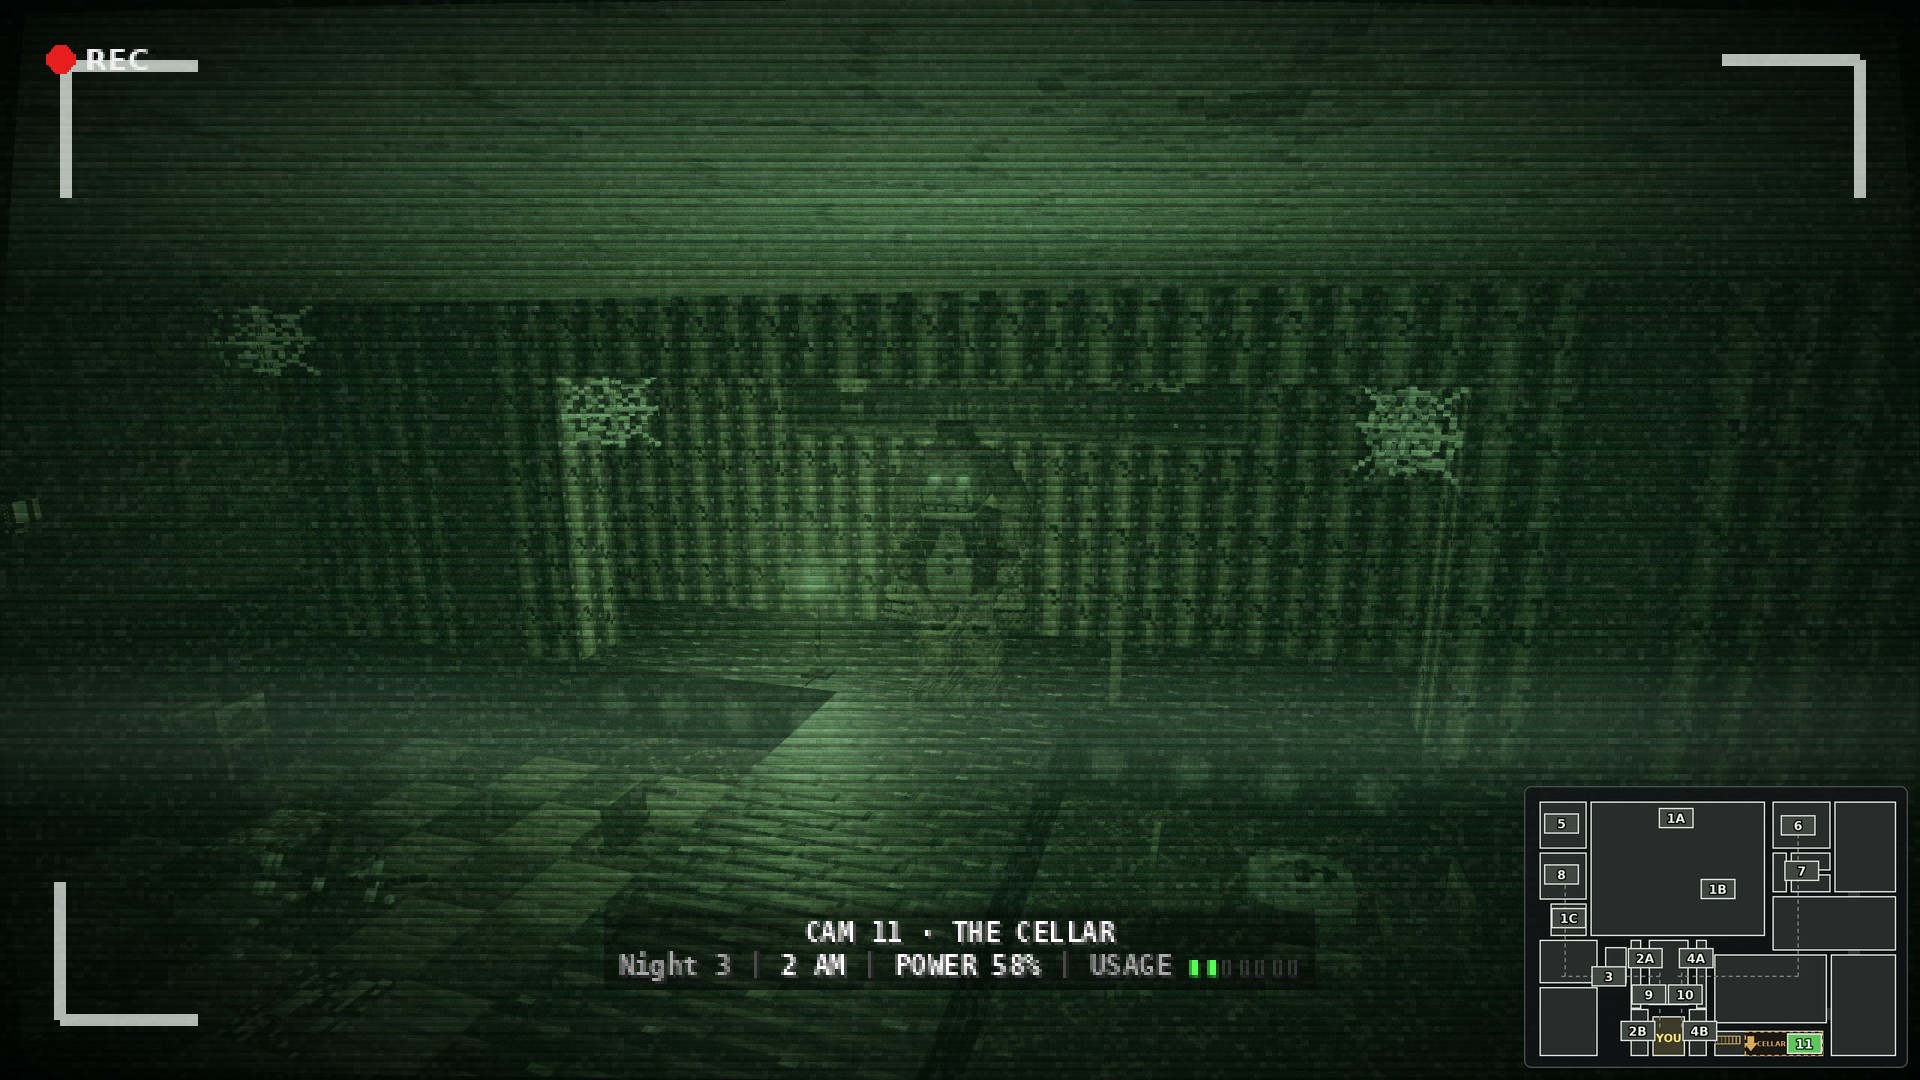 REC
CAM 11 · THE CELLAR
Night 3 | 2 AM | POWER 58% | USAGE
5
1A
6
8
7
1B
1C
2A
4A
3
9
10
2B
YOU
4B
CELLAR
11